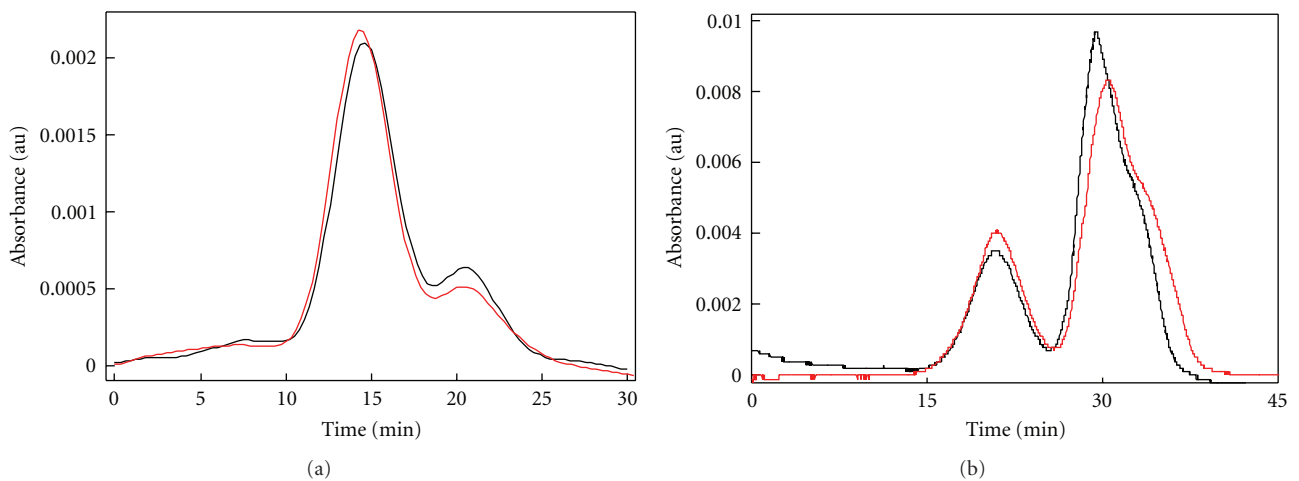 0.002
0.0015
0.001
0.0005
0
Absorbance (au)
0 5 10 15 20 25 30
Time (min)
(a)
0.01
0.008
0.006
0.004
0.002
0
Absorbance (au)
0 15 30 45
Time (min)
(b)